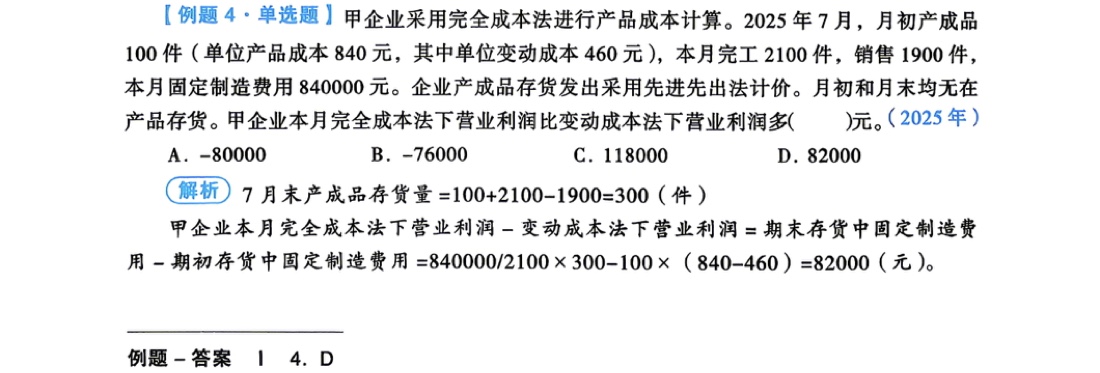 【例题4·单选题】甲企业采用完全成本法进行产品成本计算。2025年7月，月初产成品
100件（单位产品成本840元，其中单位变动成本460元），本月完工2100件，销售1900件，
本月固定制造费用840000元。企业产成品存货发出采用先进先出法计价。月初和月末均无在
产品存货。甲企业本月完全成本法下营业利润比变动成本法下营业利润多(　　)元。（2025年）
A. -80000　B. -76000　C. 118000　D. 82000
解析 7月末产成品存货量=100+2100-1900=300（件）
甲企业本月完全成本法下营业利润-变动成本法下营业利润=期末存货中固定制造费
用-期初存货中固定制造费用=840000/2100×300-100×（840-460）=82000（元）。
例题-答案 | 4. D